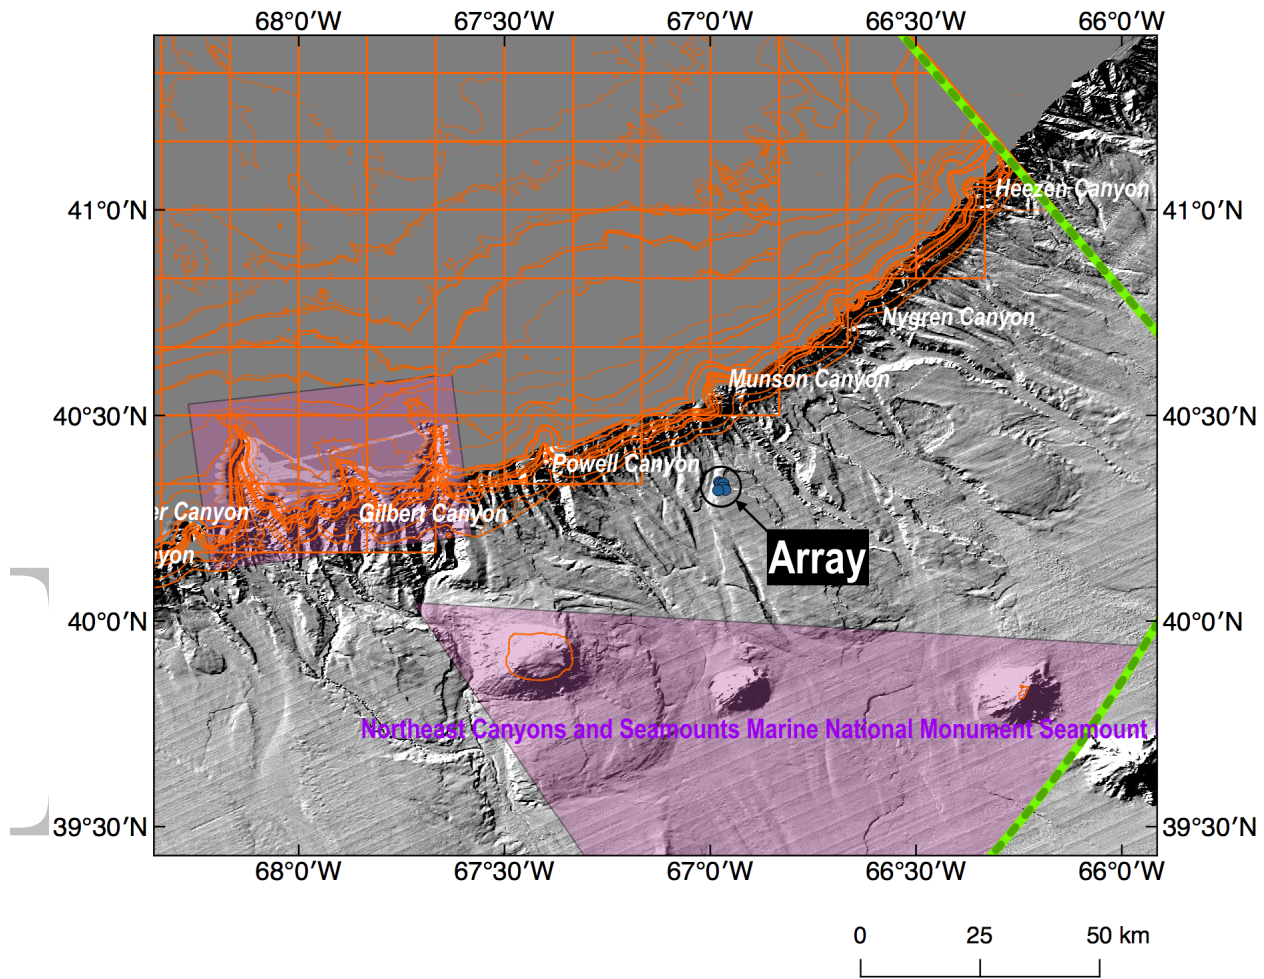 68°0′W 67°30′W 67°0′W 66°30′W 66°0′W
Heezen Canyon
41°0′N 41°0′N
Nygren Canyon
Munson Canyon
40°30′N 40°30′N
Powell Canyon
er Canyon Gilbert Canyon
yon
Array
40°0′N 40°0′N
Northeast Canyons and Seamounts Marine National Monument Seamount
39°30′N 39°30′N
68°0′W 67°30′W 67°0′W 66°30′W 66°0′W
0 25 50 km